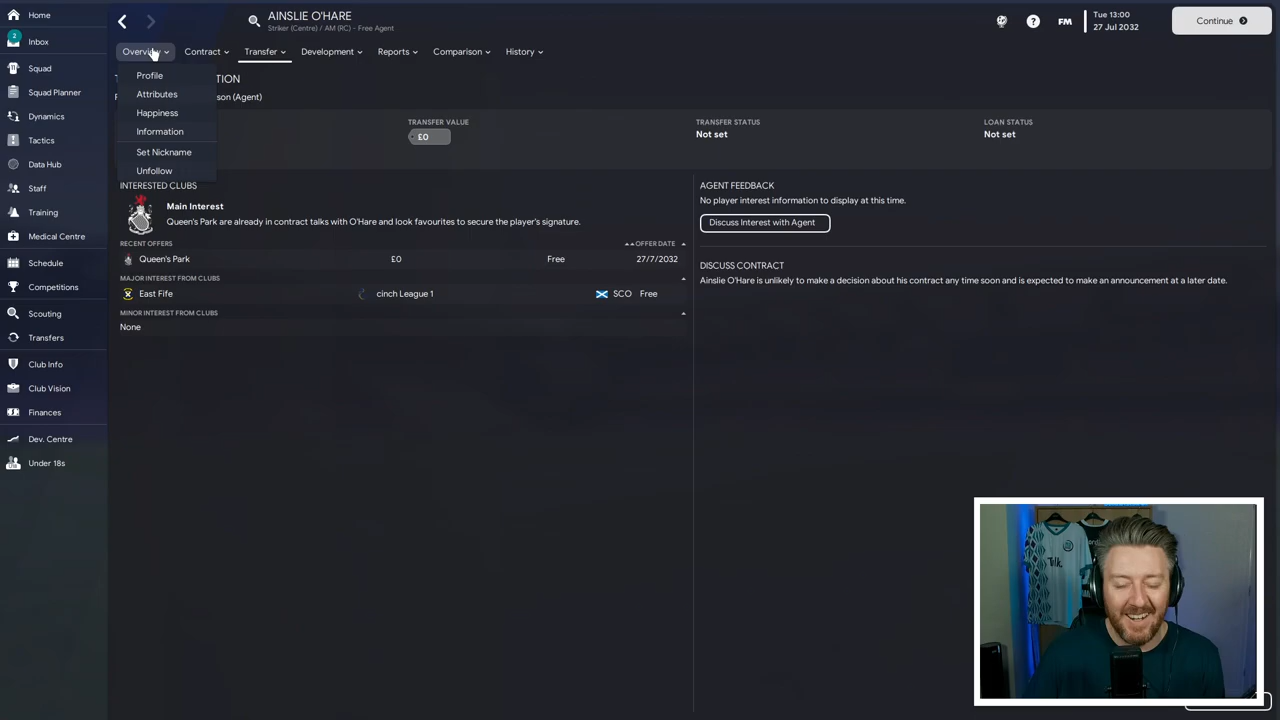 Home
2
Inbox
Squad
Squad Planner
Dynamics
Tactics
Data Hub
Staff
Training
Medical Centre
Schedule
Competitions
Scouting
Transfers
Club Info
Club Vision
Finances
Dev. Centre
U18
Under 18s
AINSLIE O'HARE
Striker (Centre) / AM (RC) - Free Agent
?
FM
Tue 13:00
27 Jul 2032
Continue
Overview
Contract
Transfer
Development
Reports
Comparison
History
Profile
Attributes
Happiness
Information
Set Nickname
Unfollow
(Agent)
TRANSFER VALUE
£0
TRANSFER STATUS
Not set
LOAN STATUS
Not set
INTERESTED CLUBS
Main Interest
Queen's Park are already in contract talks with O'Hare and look favourites to secure the player's signature.
RECENT OFFERS OFFER DATE
Queen's Park £0 Free 27/7/2032
MAJOR INTEREST FROM CLUBS
East Fife cinch League 1 SCO Free
MINOR INTEREST FROM CLUBS
None
AGENT FEEDBACK
No player interest information to display at this time.
Discuss Interest with Agent
DISCUSS CONTRACT
Ainslie O'Hare is unlikely to make a decision about his contract any time soon and is expected to make an announcement at a later date.